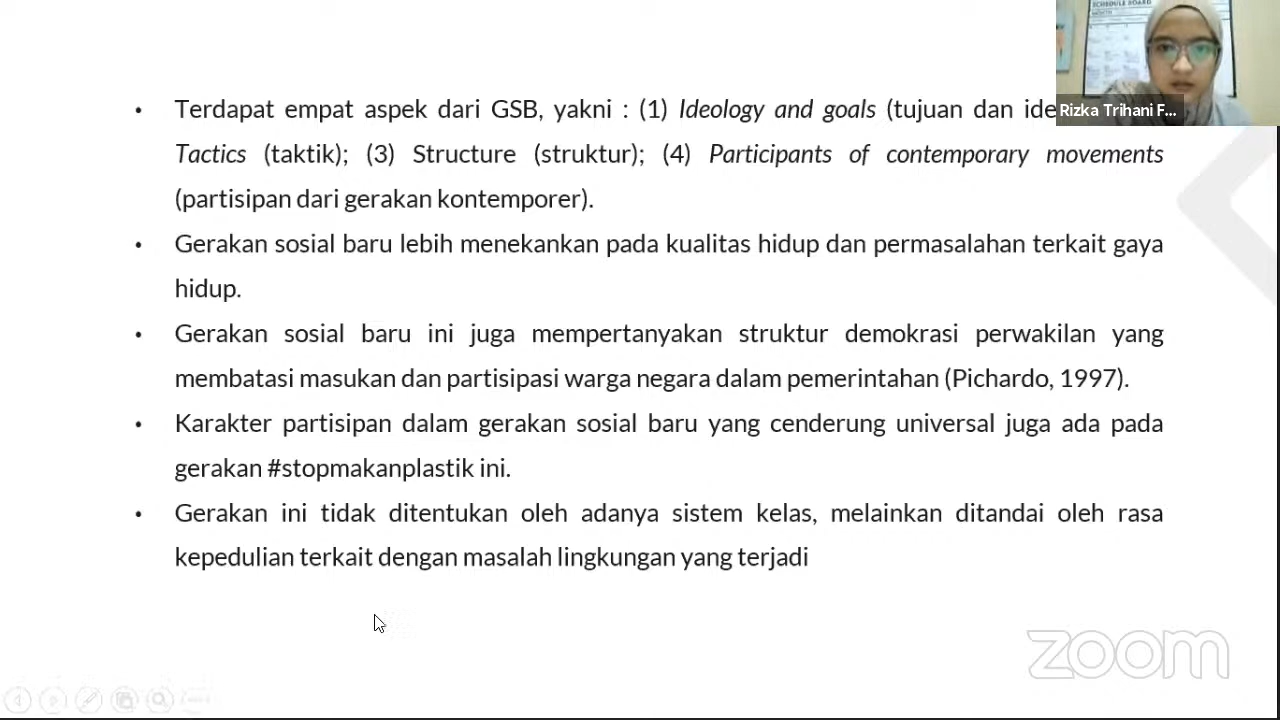 SCHEDULE BOARD
Rizka Trihani F...
• Terdapat empat aspek dari GSB, yakni : (1) Ideology and goals (tujuan dan ide
Tactics (taktik); (3) Structure (struktur); (4) Participants of contemporary movements
(partisipan dari gerakan kontemporer).
• Gerakan sosial baru lebih menekankan pada kualitas hidup dan permasalahan terkait gaya
hidup.
• Gerakan sosial baru ini juga mempertanyakan struktur demokrasi perwakilan yang
membatasi masukan dan partisipasi warga negara dalam pemerintahan (Pichardo, 1997).
• Karakter partisipan dalam gerakan sosial baru yang cenderung universal juga ada pada
gerakan #stopmakanplastik ini.
• Gerakan ini tidak ditentukan oleh adanya sistem kelas, melainkan ditandai oleh rasa
kepedulian terkait dengan masalah lingkungan yang terjadi
zoom